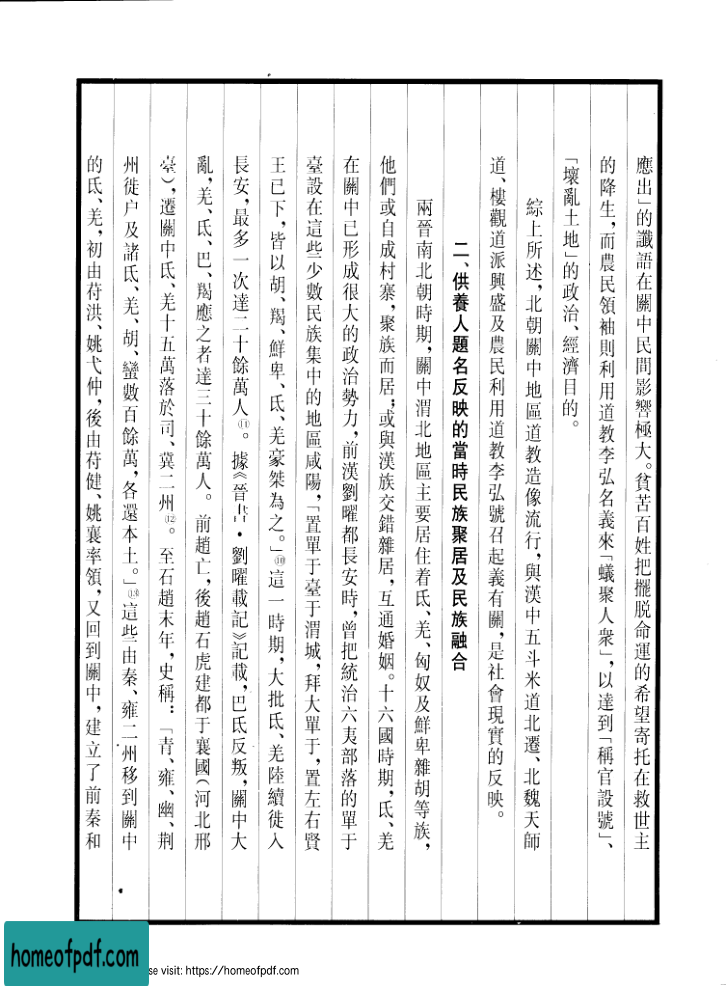 應出」的讖語在關中民間影響極大。貧苦百姓把擺脫命運的希望寄托在救世主
的降生，而農民領袖則利用道教李弘名義來「蟻聚人衆」，以達到「稱官設號」、
「壞亂土地」的政治、經濟目的。
綜上所述，北朝關中地區道教造像流行，與漢中五斗米道北遷、北魏天師
道、樓觀道派興盛及農民利用道教李弘號召起義有關，是社會現實的反映。
二、供養人題名反映的當時民族聚居及民族融合
兩晉南北朝時期，關中渭北地區主要居住着氐、羌、匈奴及鮮卑雜胡等族，
他們或自成村寨，聚族而居；或與漢族交錯雜居，互通婚姻。十六國時期，氐、羌
在關中已形成很大的政治勢力，前漢劉曜都長安時，曾把統治六夷部落的單于
臺設在這些少數民族集中的地區咸陽，「置單于臺于渭城，拜大單于，置左右賢
王已下，皆以胡、羯、鮮卑、氐、羌豪桀為之。」⑩這一時期，大批氐、羌陸續徙入
長安，最多一次達二十餘萬人⑪。據《晉書·劉曜載記》記載，巴氐反叛，關中大
亂，羌、氐、巴、羯應之者達三十餘萬人。前趙亡，後趙石虎建都于襄國（河北邢
臺），遷關中氐、羌十五萬落於司、冀二州⑫。至石趙末年，史稱：「青、雍、幽、荆
州徙户及諸氐、羌、胡、蠻數百餘萬，各還本土。」⑬這些由秦、雍二州移到關中
的氐、羌，初由苻洪、姚弋仲，後由苻健、姚襄率領，又回到關中，建立了前秦和
homeofpdf.com
se visit: https://homeofpdf.com